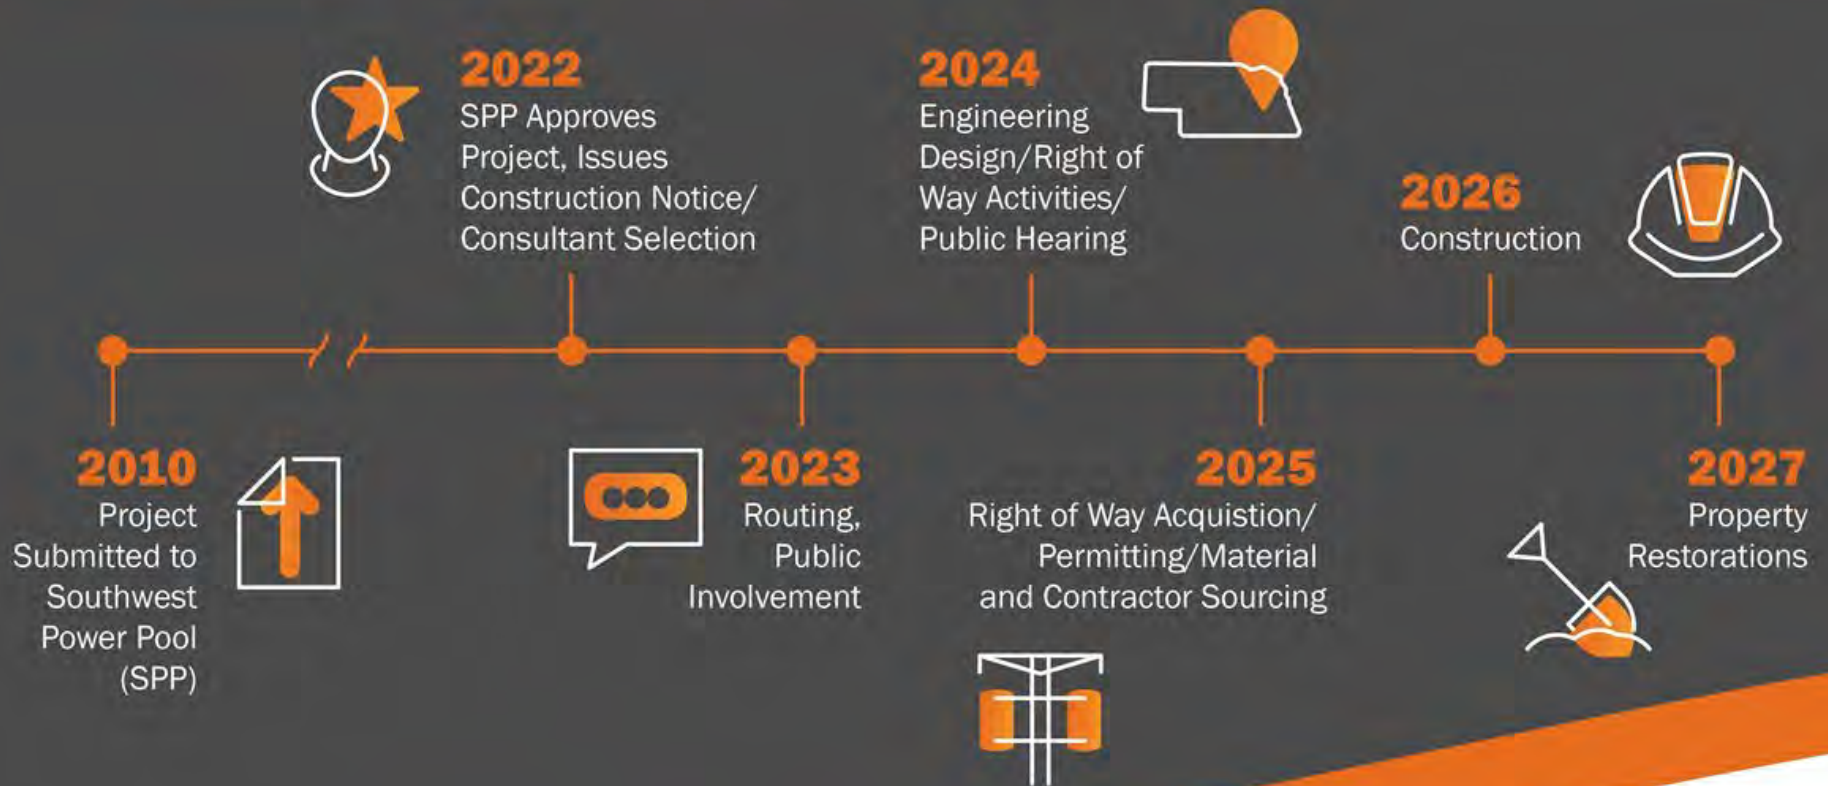 2022
SPP Approves
Project, Issues
Construction Notice/
Consultant Selection
2024
Engineering
Design/Right of
Way Activities/
Public Hearing
2026
Construction
2010
Project
Submitted to
Southwest
Power Pool
(SPP)
2023
Routing,
Public
Involvement
2025
Right of Way Acquistion/
Permitting/Material
and Contractor Sourcing
2027
Property
Restorations